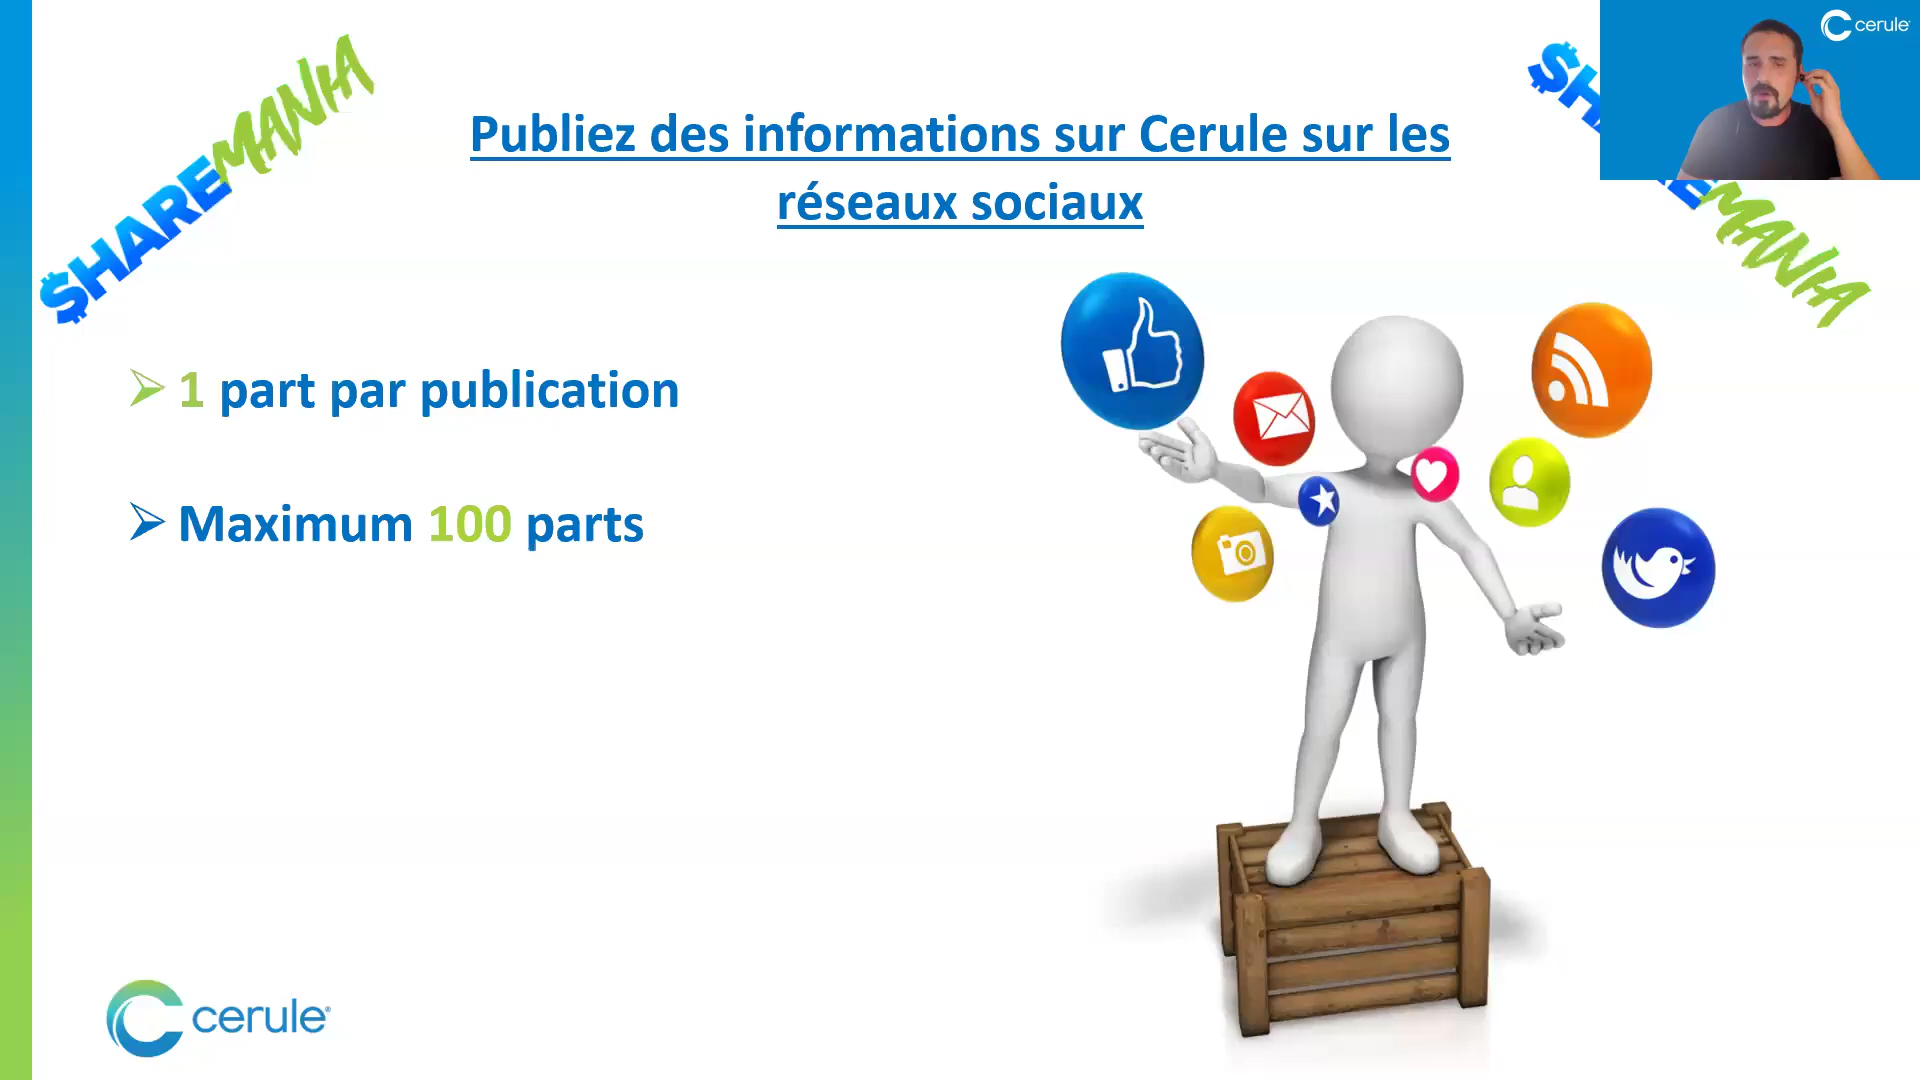 $HAREMANIA
cerule
Publiez des informations sur Cerule sur les
réseaux sociaux
1 part par publication
Maximum 100 parts
cerule®